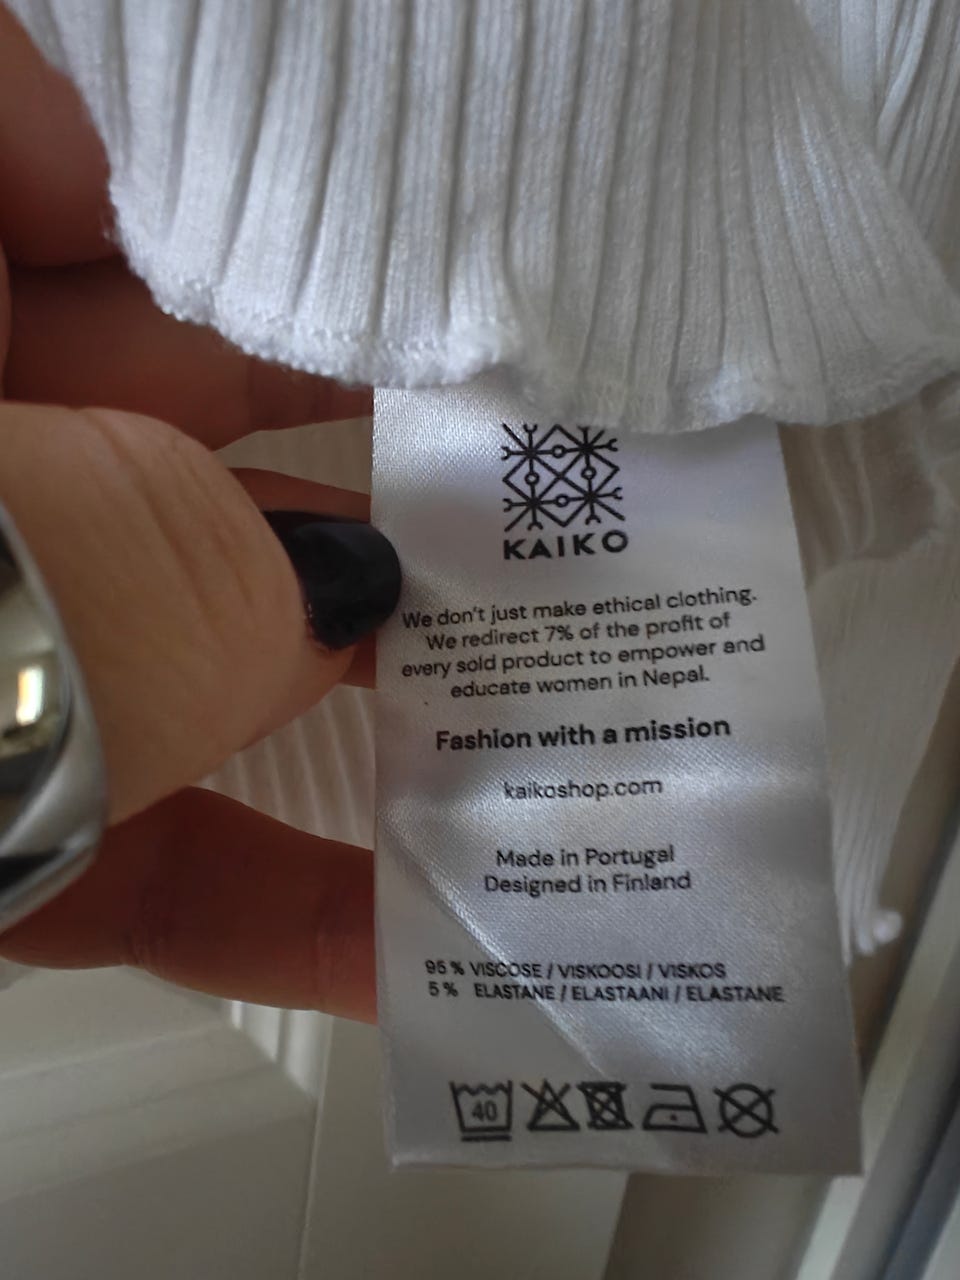 KAIKO
We don't just make ethical clothing.
We redirect 7% of the profit of
every sold product to empower and
educate women in Nepal.
Fashion with a mission
kaikoshop.com
Made in Portugal
Designed in Finland
95 % VISCOSE / VISKOOSI / VISKOS
5 % ELASTANE / ELASTAANI / ELASTANE
40